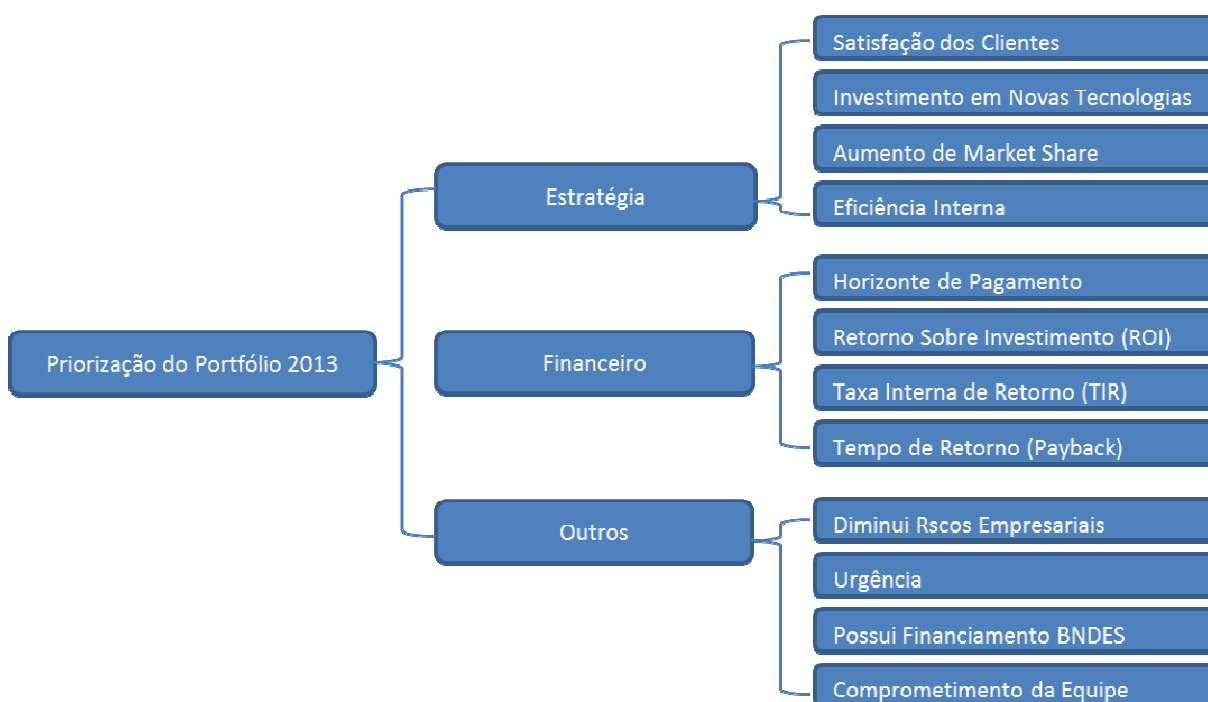 Priorização do Portfólio 2013
Estratégia
Satisfação dos Clientes
Investimento em Novas Tecnologias
Aumento de Market Share
Eficiência Interna
Financeiro
Horizonte de Pagamento
Retorno Sobre Investimento (ROI)
Taxa Interna de Retorno (TIR)
Tempo de Retorno (Payback)
Outros
Diminui Rscos Empresariais
Urgência
Possui Financiamento BNDES
Comprometimento da Equipe